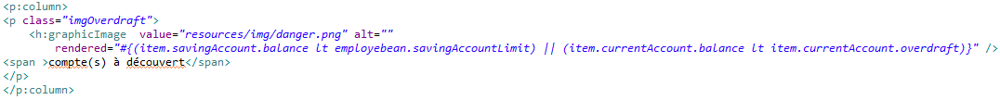 <p:column>
<p class="imgOverdraft">
<h:graphicImage  value="resources/img/danger.png" alt=""
rendered="#{(item.savingAccount.balance lt employebean.savingAccountLimit) || (item.currentAccount.balance lt item.currentAccount.overdraft)}" />
<span >compte(s) à découvert</span>
</p>
</p:column>